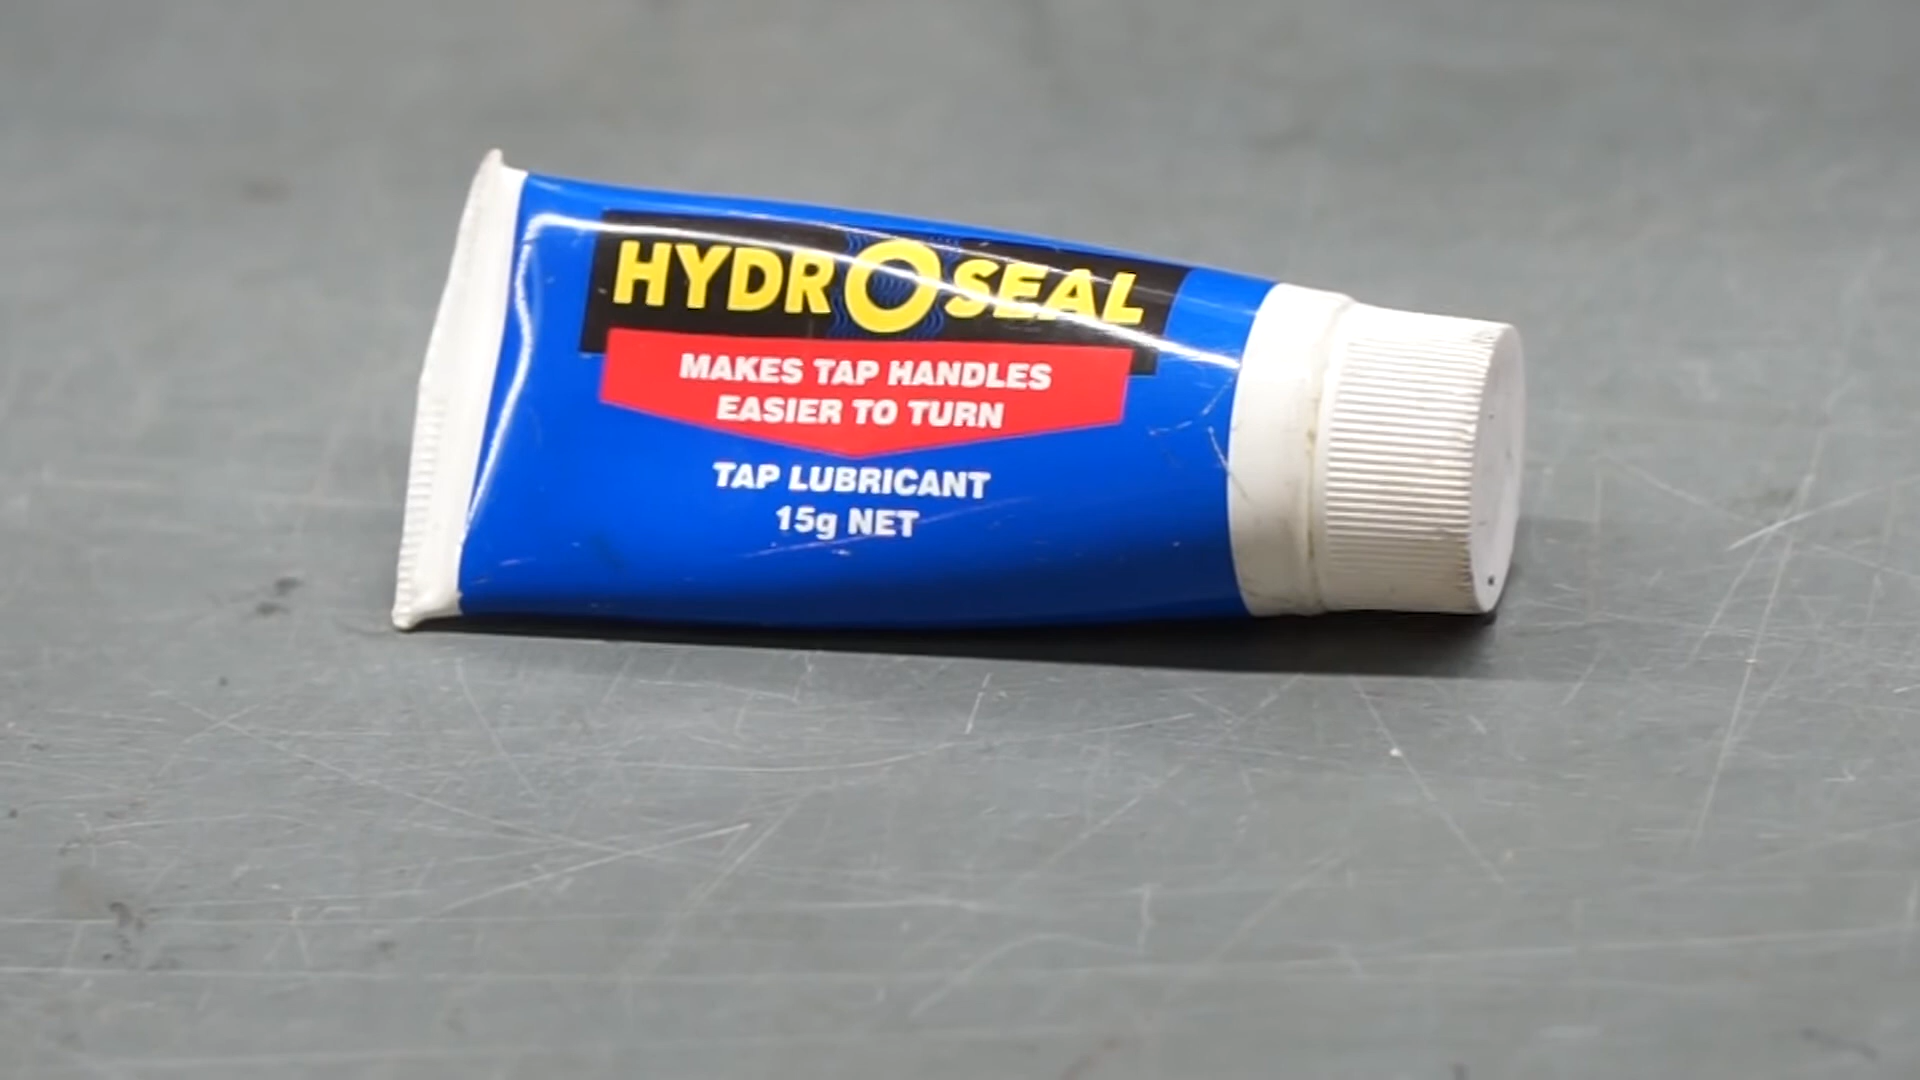 HYDROSEAL
MAKES TAP HANDLES
EASIER TO TURN
TAP LUBRICANT
15g NET